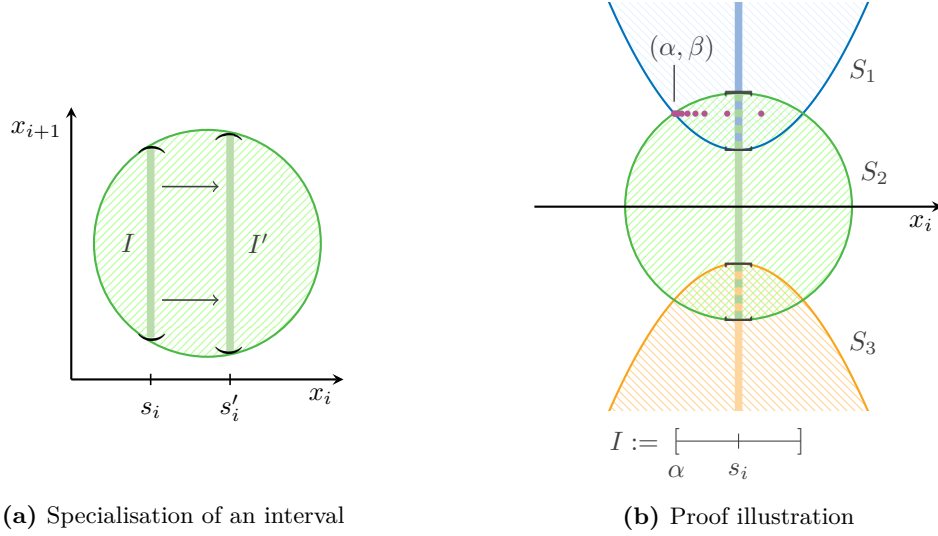 x_{i+1}
I
I′
x_i
s_i
s′_i
(a) Specialisation of an interval
(α, β)
S_1
S_2
x_i
S_3
I :=
α
s_i
(b) Proof illustration